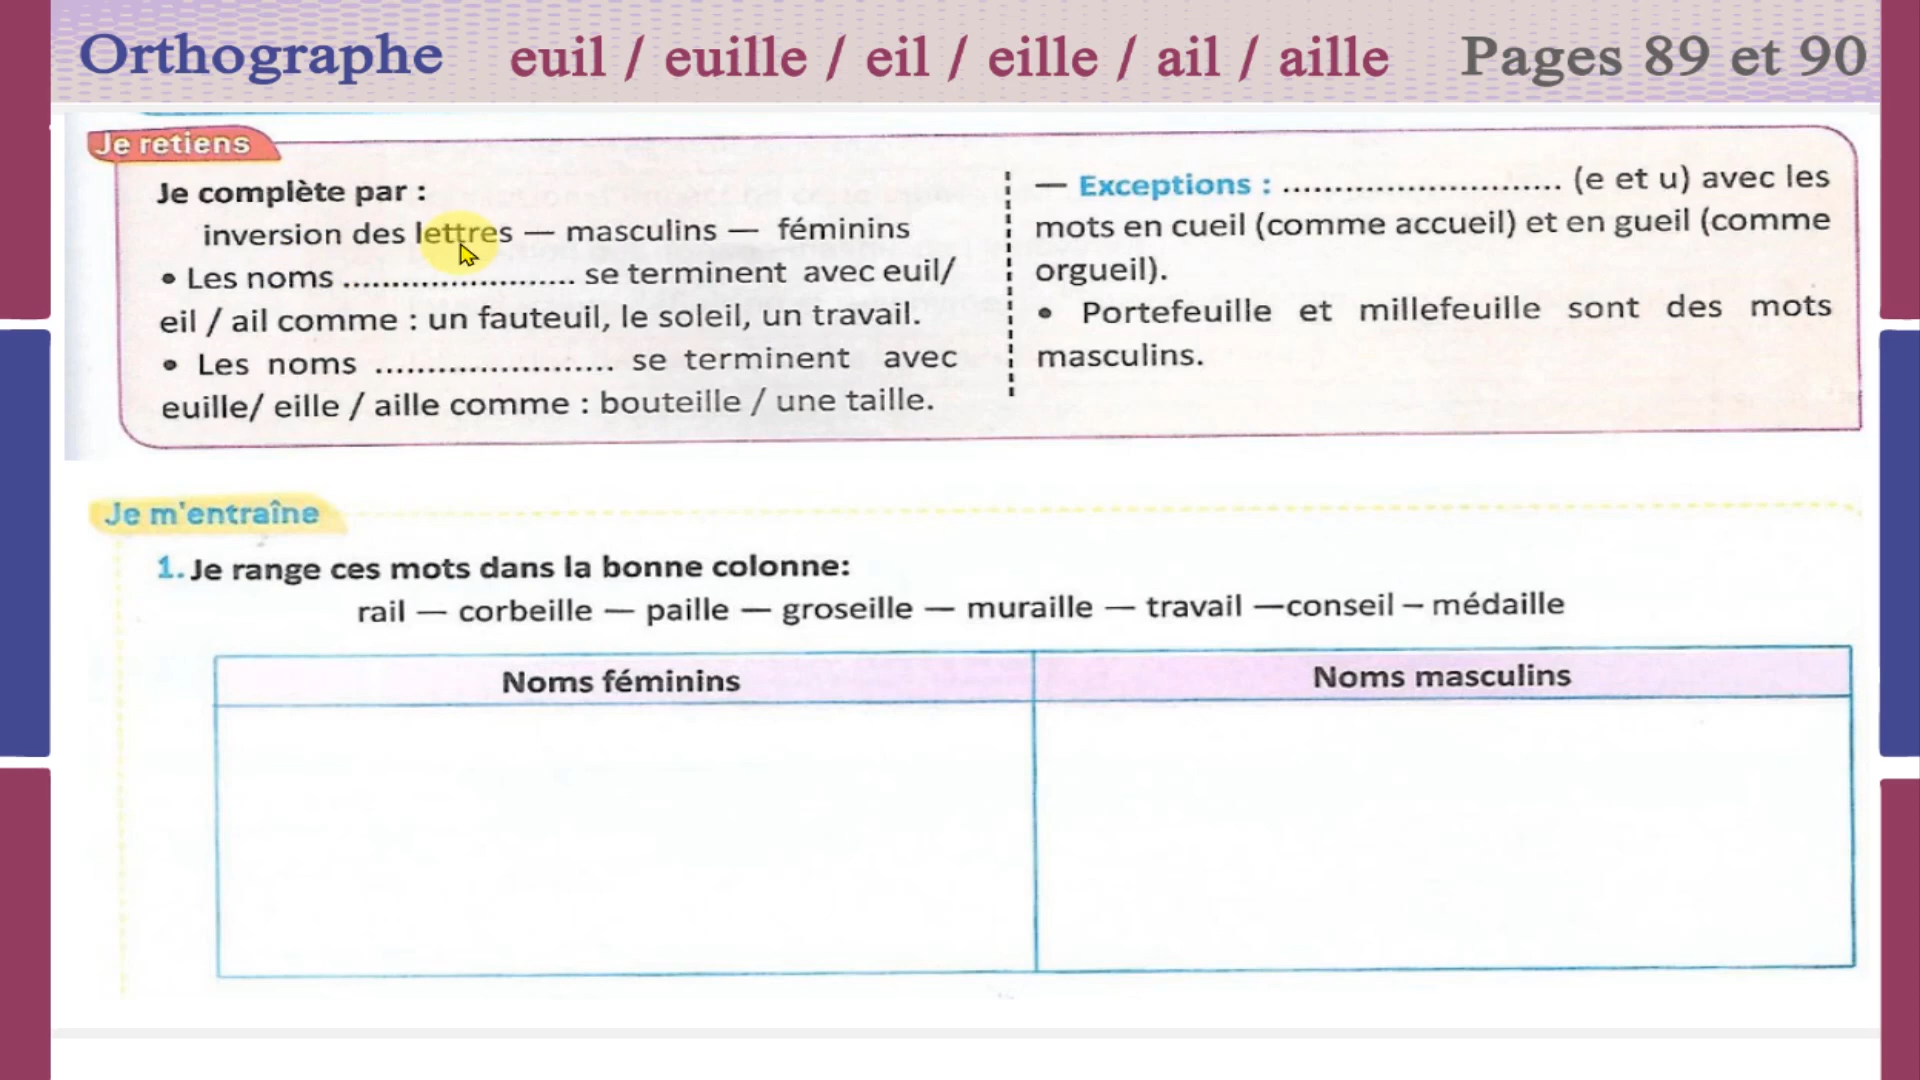 Orthographe euil / euille / eil / eille / ail / aille Pages 89 et 90
Je retiens
Je complète par :
inversion des lettres — masculins — féminins
• Les noms ........................ se terminent avec euil/
eil / ail comme : un fauteuil, le soleil, un travail.
• Les noms ........................ se terminent avec
euille/ eille / aille comme : bouteille / une taille.
— Exceptions : ............................ (e et u) avec les
mots en cueil (comme accueil) et en gueil (comme
orgueil).
• Portefeuille et millefeuille sont des mots
masculins.
Je m'entraîne
1. Je range ces mots dans la bonne colonne:
rail — corbeille — paille — groseille — muraille — travail —conseil – médaille
Noms féminins Noms masculins